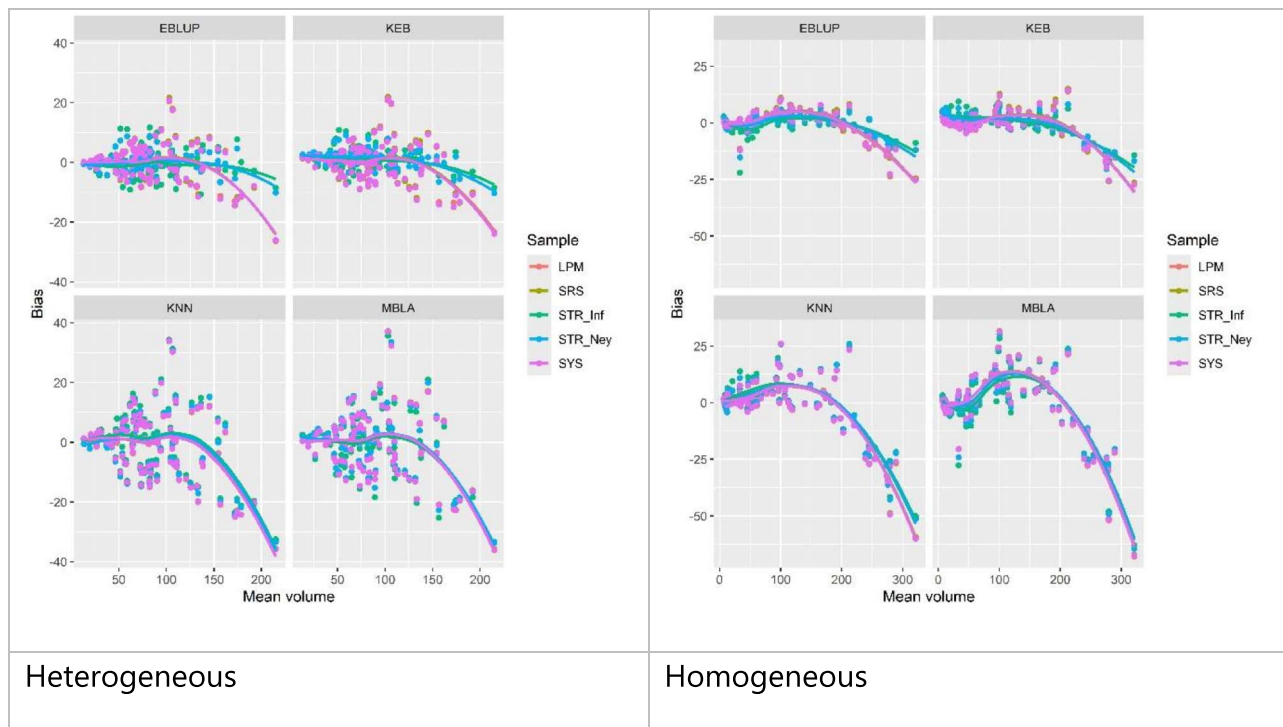 EBLUP KEB
40
20
0
-20
-40
KNN MBLA
40
20
0
-20
-40
50 100 150 200 50 100 150 200
Mean volume
Bias
Sample
LPM
SRS
STR_Inf
STR_Ney
SYS
Heterogeneous
EBLUP KEB
25
0
-25
-50
KNN MBLA
25
0
-25
-50
0 100 200 300 0 100 200 300
Mean volume
Bias
Sample
LPM
SRS
STR_Inf
STR_Ney
SYS
Homogeneous